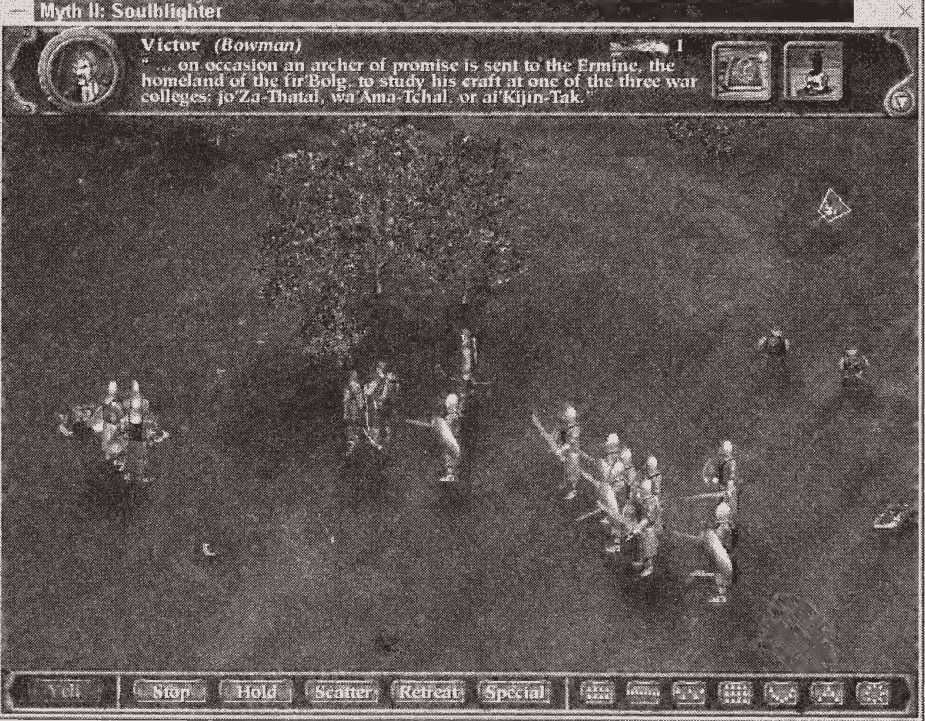 Myth II: Soulblighter
Victor (Bowman)
1
"... on occasion an archer of promise is sent to the Ermine, the
homeland of the fir'Bolg, to study his craft at one of the three war
colleges: jo'Za-Thatal, wa'Ama-Tchal, or ai'Kijin-Tak."
Yell Stop Hold Scatter Retreat Special